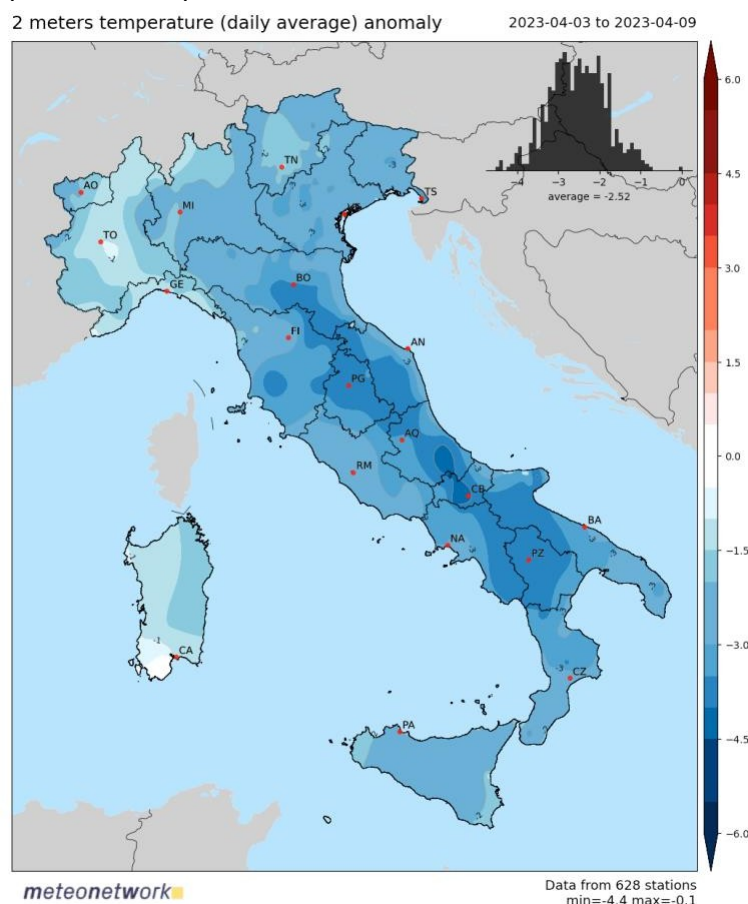 2 meters temperature (daily average) anomaly
2023-04-03 to 2023-04-09
6.0
4.5
3.0
1.5
0.0
−1.5
−3.0
−4.5
−6.0
−4 −3 −2 −1 0
average = -2.52
TN
AO
MI
TS
TO
GE
BO
FI
AN
PG
AQ
RM
CB
BA
NA
PZ
CA
CZ
PA
-3
-1
-3
meteonetwork
Data from 628 stations
min=-4.4 max=-0.1